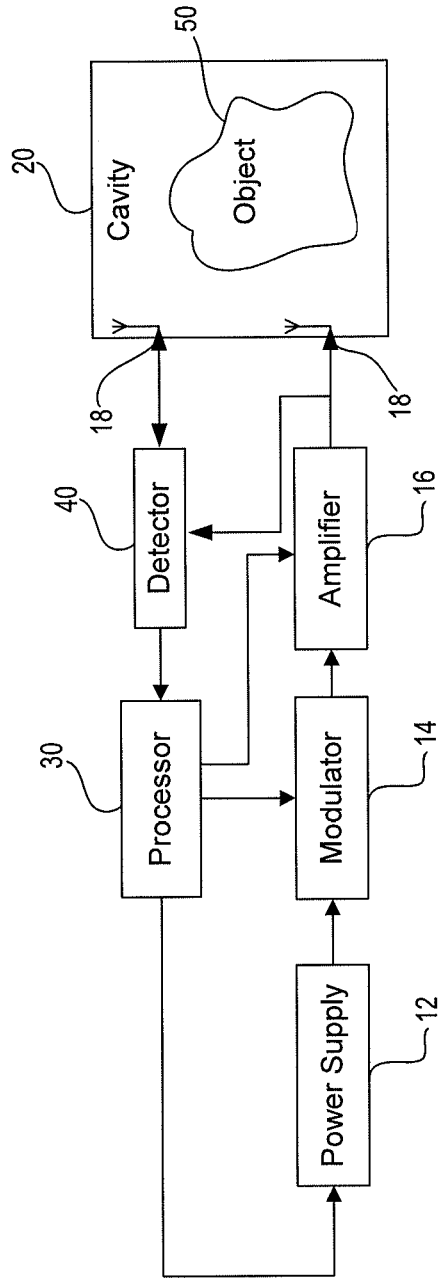 20
Cavity
50
Object
18
18
40
Detector
Amplifier
16
30
Processor
Modulator
14
Power Supply
12